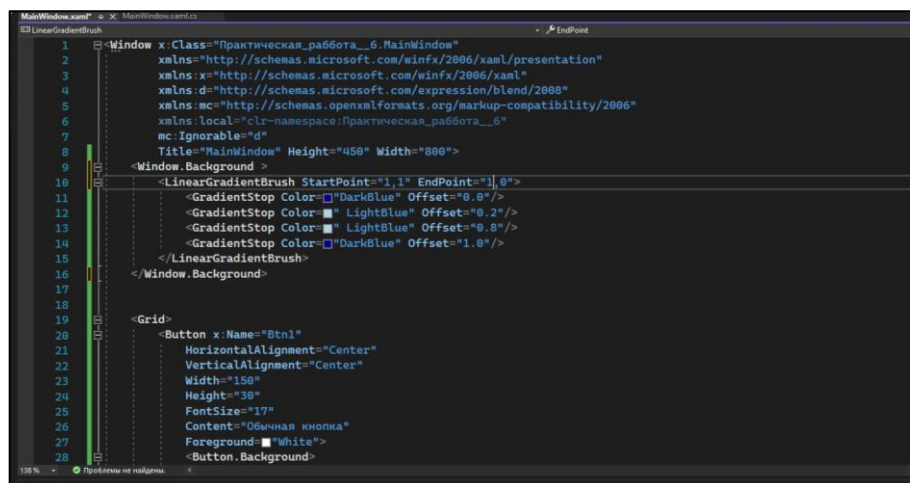 MainWindow.xaml* MainWindow.xaml.cs
LinearGradientBrush EndPoint
1 <Window x:Class="Практическая_раббота__6.MainWindow"
2 xmlns="http://schemas.microsoft.com/winfx/2006/xaml/presentation"
3 xmlns:x="http://schemas.microsoft.com/winfx/2006/xaml"
4 xmlns:d="http://schemas.microsoft.com/expression/blend/2008"
5 xmlns:mc="http://schemas.openxmlformats.org/markup-compatibility/2006"
6 xmlns:local="clr-namespace:Практическая_раббота__6"
7 mc:Ignorable="d"
8 Title="MainWindow" Height="450" Width="800">
9 <Window.Background >
10 <LinearGradientBrush StartPoint="1,1" EndPoint="1,0">
11 <GradientStop Color="DarkBlue" Offset="0.0"/>
12 <GradientStop Color=" LightBlue" Offset="0.2"/>
13 <GradientStop Color=" LightBlue" Offset="0.8"/>
14 <GradientStop Color="DarkBlue" Offset="1.0"/>
15 </LinearGradientBrush>
16 </Window.Background>
17
18
19 <Grid>
20 <Button x:Name="Btn1"
21 HorizontalAlignment="Center"
22 VerticalAlignment="Center"
23 Width="150"
24 Height="30"
25 FontSize="17"
26 Content="Обычная кнопка"
27 Foreground="White">
28 <Button.Background>
138 % Проблемы не найдены.